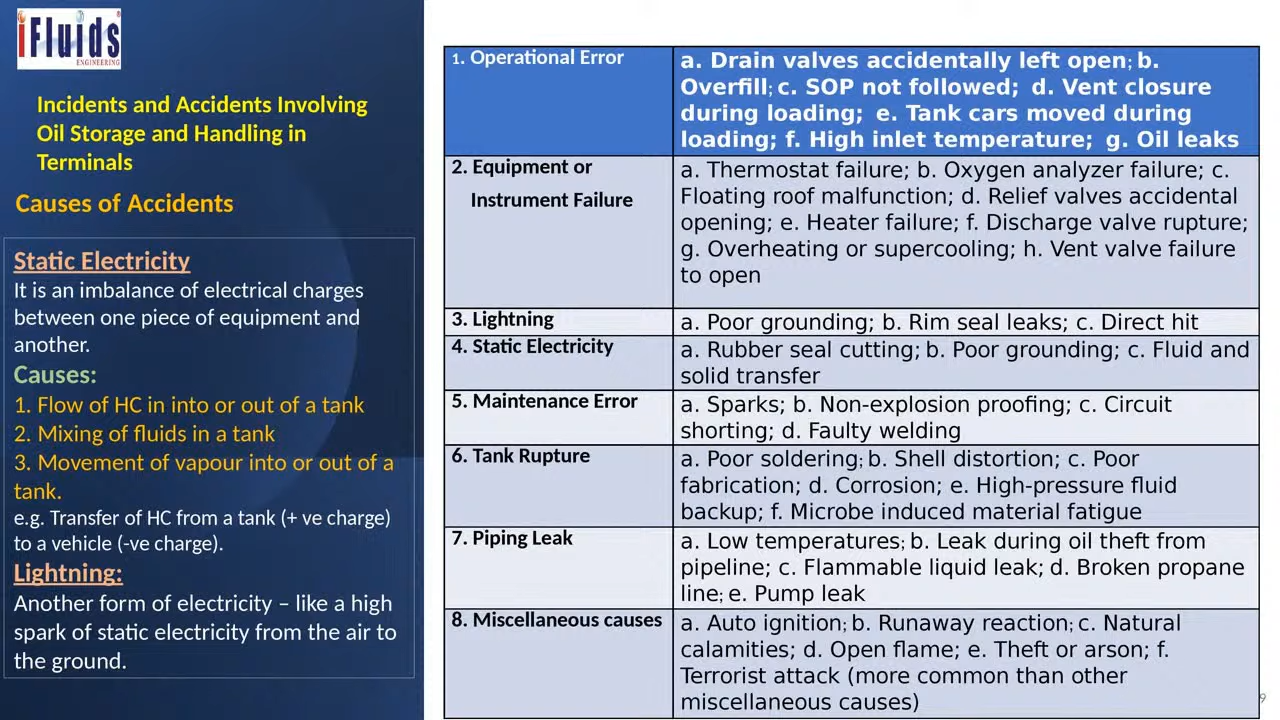 iFluids
ENGINEERING
Incidents and Accidents Involving
Oil Storage and Handling in
Terminals
Causes of Accidents
Static Electricity
It is an imbalance of electrical charges
between one piece of equipment and
another.
Causes:
1. Flow of HC in into or out of a tank
2. Mixing of fluids in a tank
3. Movement of vapour into or out of a
tank.
e.g. Transfer of HC from a tank (+ ve charge)
to a vehicle (-ve charge).
Lightning:
Another form of electricity – like a high
spark of static electricity from the air to
the ground.
1. Operational Error
a. Drain valves accidentally left open; b.
Overfill; c. SOP not followed; d. Vent closure
during loading; e. Tank cars moved during
loading; f. High inlet temperature; g. Oil leaks
2. Equipment or
Instrument Failure
a. Thermostat failure; b. Oxygen analyzer failure; c.
Floating roof malfunction; d. Relief valves accidental
opening; e. Heater failure; f. Discharge valve rupture;
g. Overheating or supercooling; h. Vent valve failure
to open
3. Lightning
a. Poor grounding; b. Rim seal leaks; c. Direct hit
4. Static Electricity
a. Rubber seal cutting; b. Poor grounding; c. Fluid and
solid transfer
5. Maintenance Error
a. Sparks; b. Non-explosion proofing; c. Circuit
shorting; d. Faulty welding
6. Tank Rupture
a. Poor soldering; b. Shell distortion; c. Poor
fabrication; d. Corrosion; e. High-pressure fluid
backup; f. Microbe induced material fatigue
7. Piping Leak
a. Low temperatures; b. Leak during oil theft from
pipeline; c. Flammable liquid leak; d. Broken propane
line; e. Pump leak
8. Miscellaneous causes
a. Auto ignition; b. Runaway reaction; c. Natural
calamities; d. Open flame; e. Theft or arson; f.
Terrorist attack (more common than other
miscellaneous causes)
9